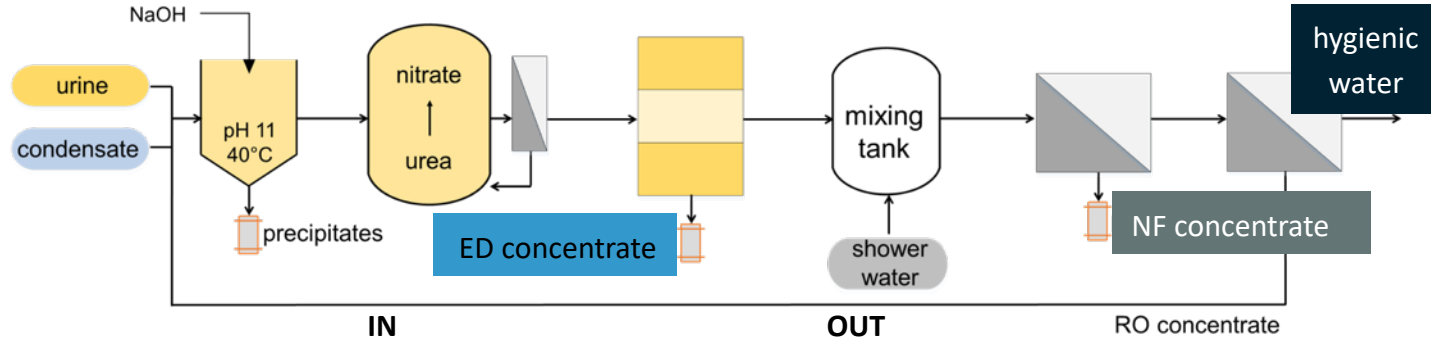 NaOH
urine
condensate
pH 11
40°C
precipitates
nitrate
urea
ED concentrate
mixing
tank
shower
water
NF concentrate
hygienic
water
RO concentrate
IN
OUT